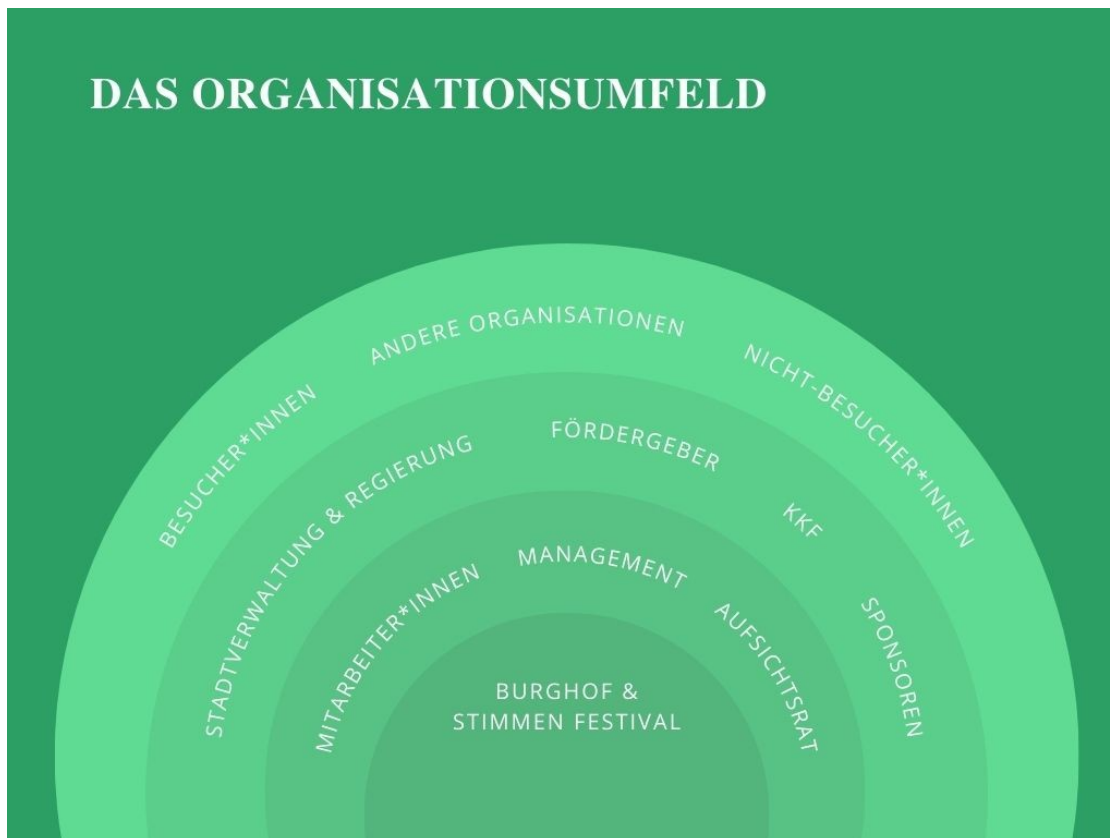 DAS ORGANISATIONSUMFELD
BESUCHER*INNEN
ANDERE ORGANISATIONEN
NICHT-BESUCHER*INNEN
STADTVERWALTUNG & REGIERUNG
FÖRDERGEBER
KKF
SPONSOREN
MITARBEITER*INNEN
MANAGEMENT
AUFSICHTSRAT
BURGHOF &
STIMMEN FESTIVAL